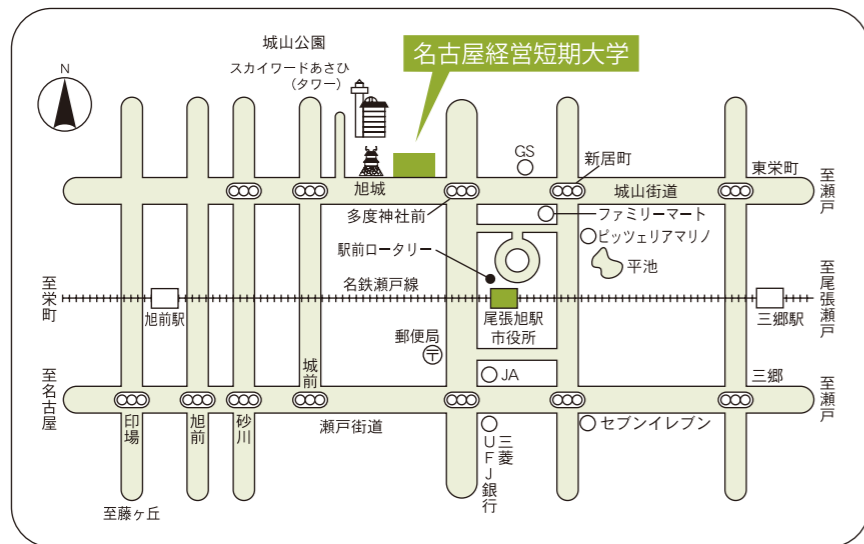 城山公園
スカイワードあさひ
(タワー)
名古屋経営短期大学
N
GS
新居町
東栄町
至瀬戸
旭城
城山街道
多度神社前
ファミリーマート
ピッツェリアマリノ
駅前ロータリー
平池
至栄町
名鉄瀬戸線
至尾張瀬戸
旭前駅
尾張旭駅
市役所
三郷駅
郵便局
〒
城前
JA
三郷
至名古屋
至瀬戸
印場
旭前
砂川
瀬戸街道
三菱
UFJ銀行
セブンイレブン
至藤ヶ丘